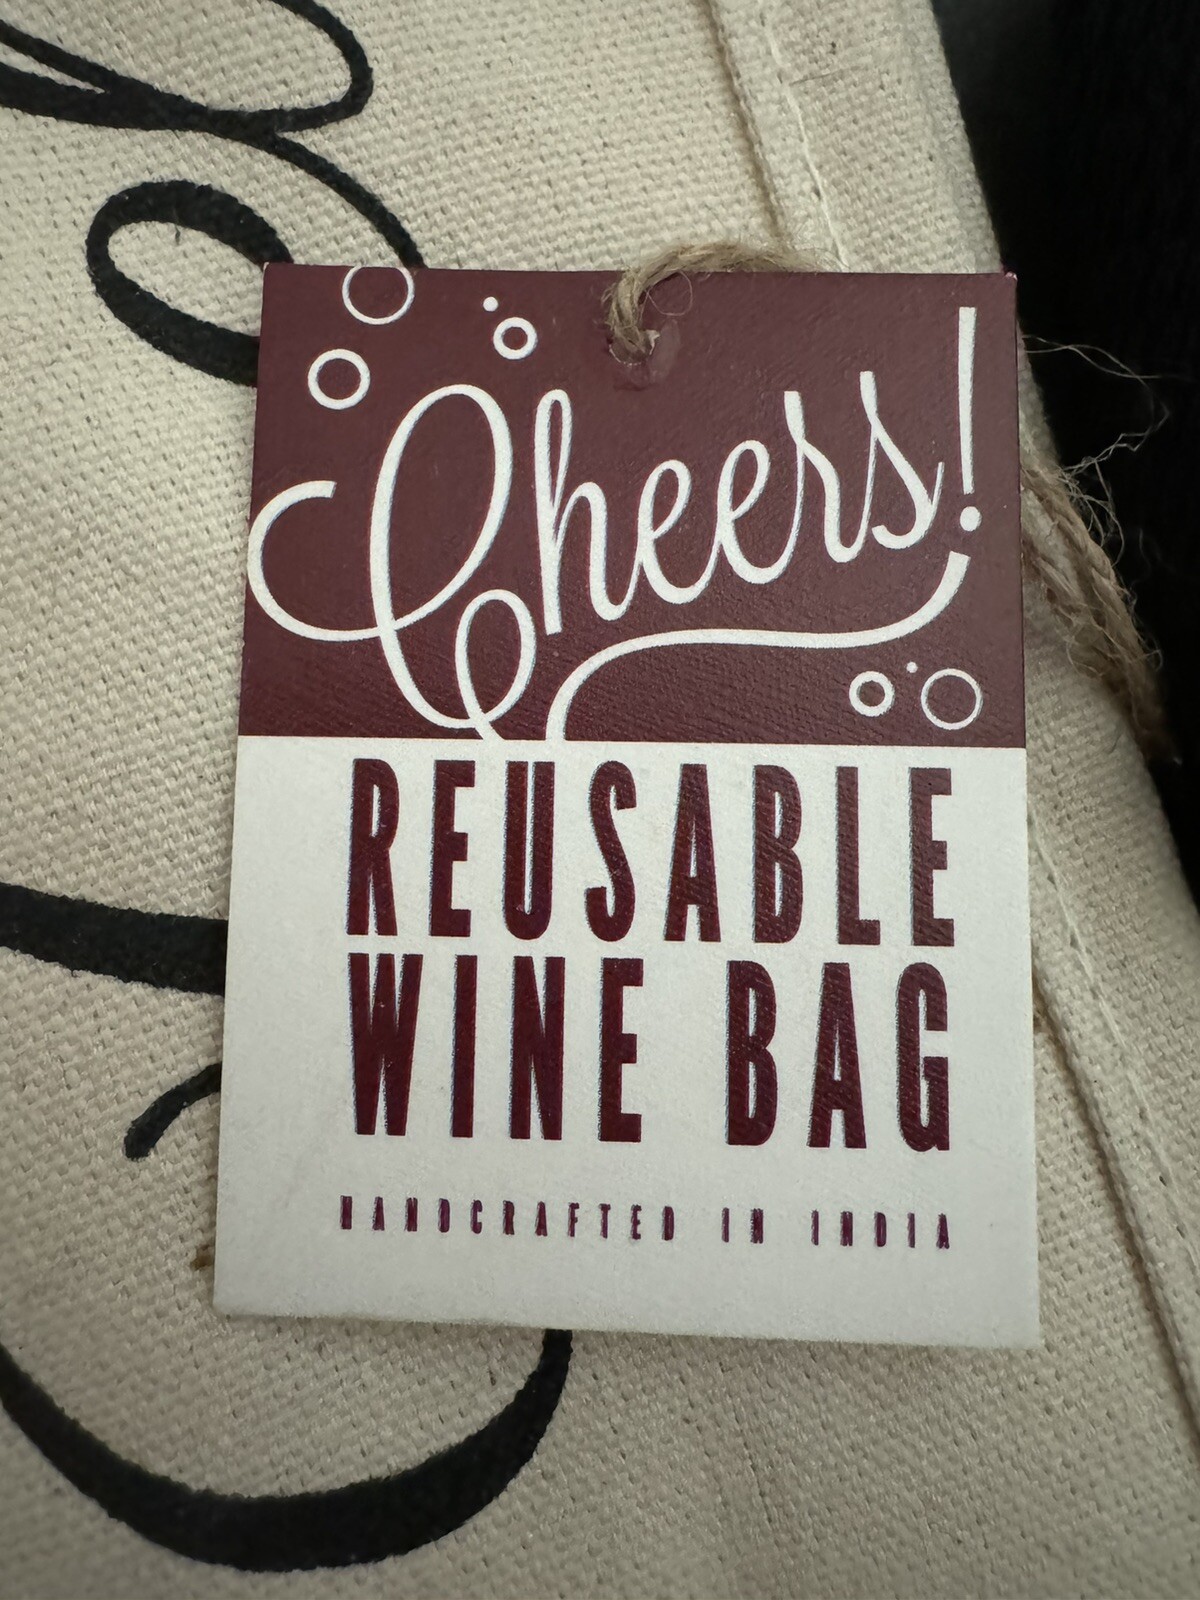 Cheers!
REUSABLE
WINE BAG
HANDCRAFTED IN INDIA